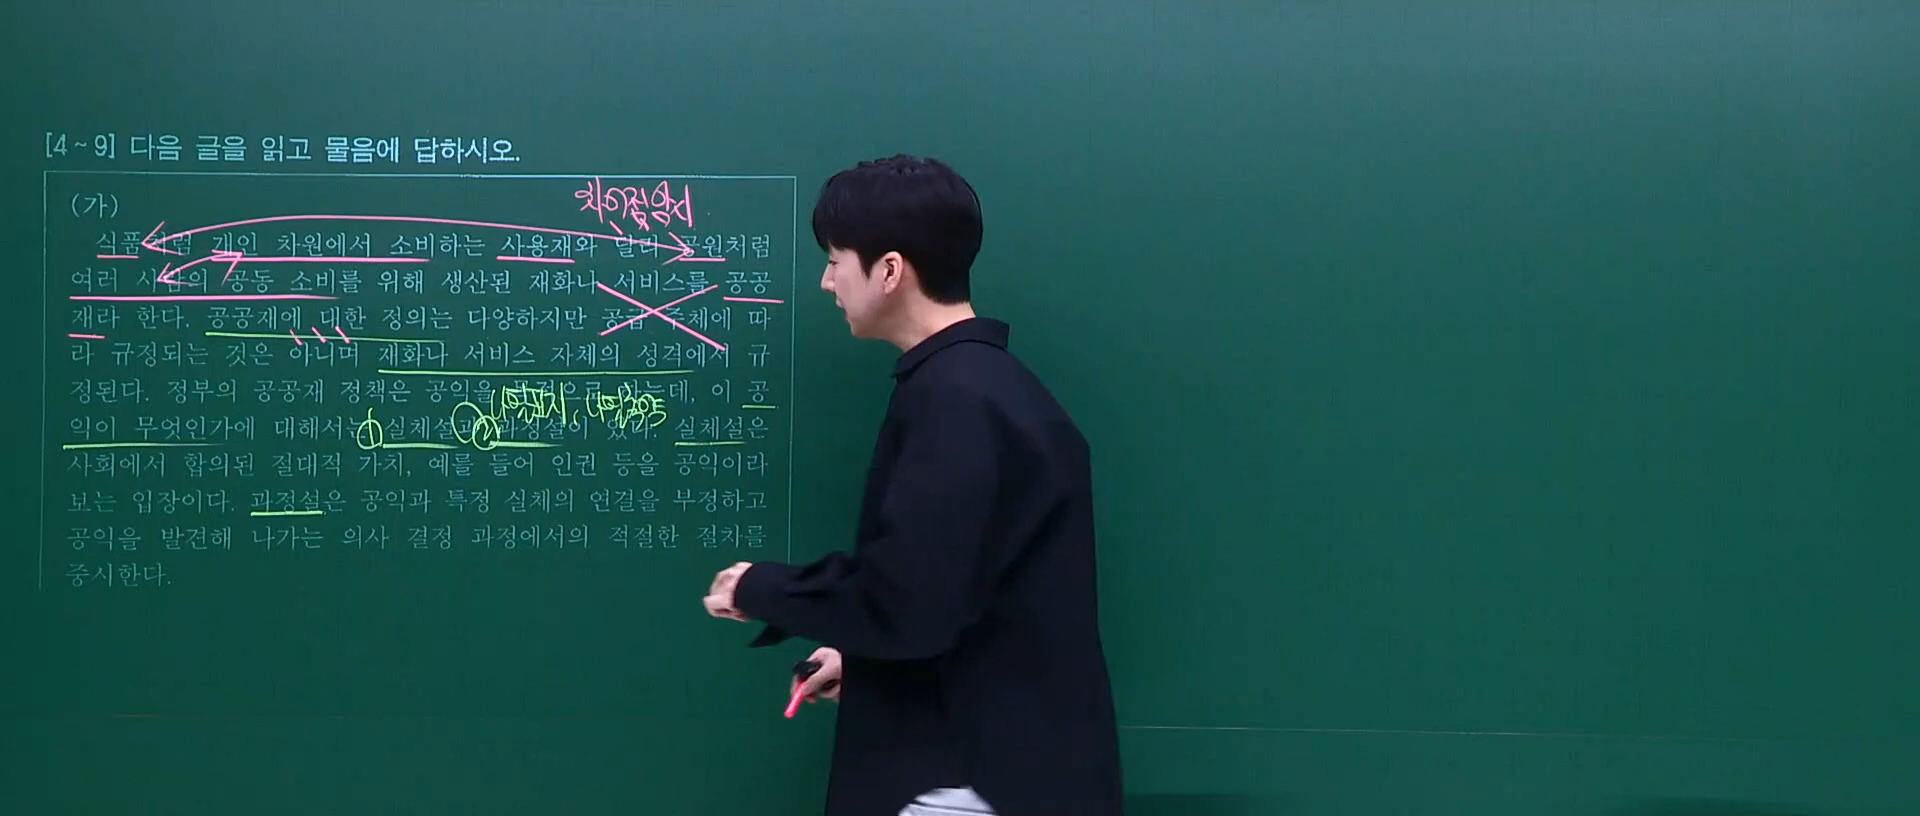 [4~9] 다음 글을 읽고 물음에 답하시오.
(가)
차이점 암시
식품처럼 개인 차원에서 소비하는 사용재와 달리 공원처럼
여러 사람의 공동 소비를 위해 생산된 재화나 서비스를 공공
재라 한다. 공공재에 대한 정의는 다양하지만 공급 주체에 따
라 규정되는 것은 아니며 재화나 서비스 자체의 성격에서 규
정된다. 정부의 공공재 정책은 공익을 목적으로 하는데, 이 공
익이 무엇인가에 대해서는 ① 실체설과 ② 과정설이 있다. 실체설은
사회에서 합의된 절대적 가치, 예를 들어 인권 등을 공익이라
보는 입장이다. 과정설은 공익과 특정 실체의 연결을 부정하고
공익을 발견해 나가는 의사 결정 과정에서의 적절한 절차를
중시한다.